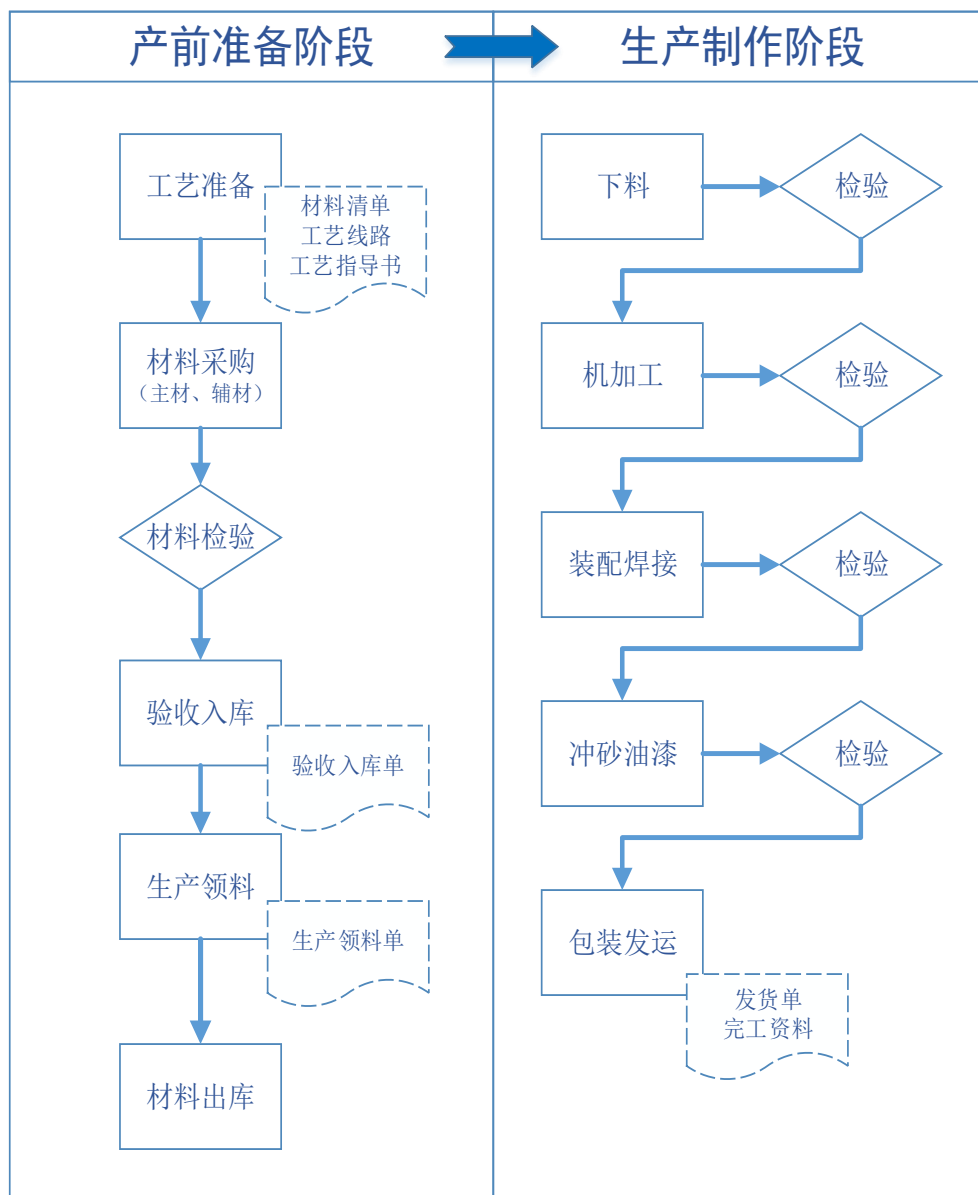 产前准备阶段
生产制作阶段
工艺准备
材料清单
工艺线路
工艺指导书
材料采购
（主材、辅材）
材料检验
验收入库
验收入库单
生产领料
生产领料单
材料出库
下料
检验
机加工
检验
装配焊接
检验
冲砂油漆
检验
包装发运
发货单
完工资料